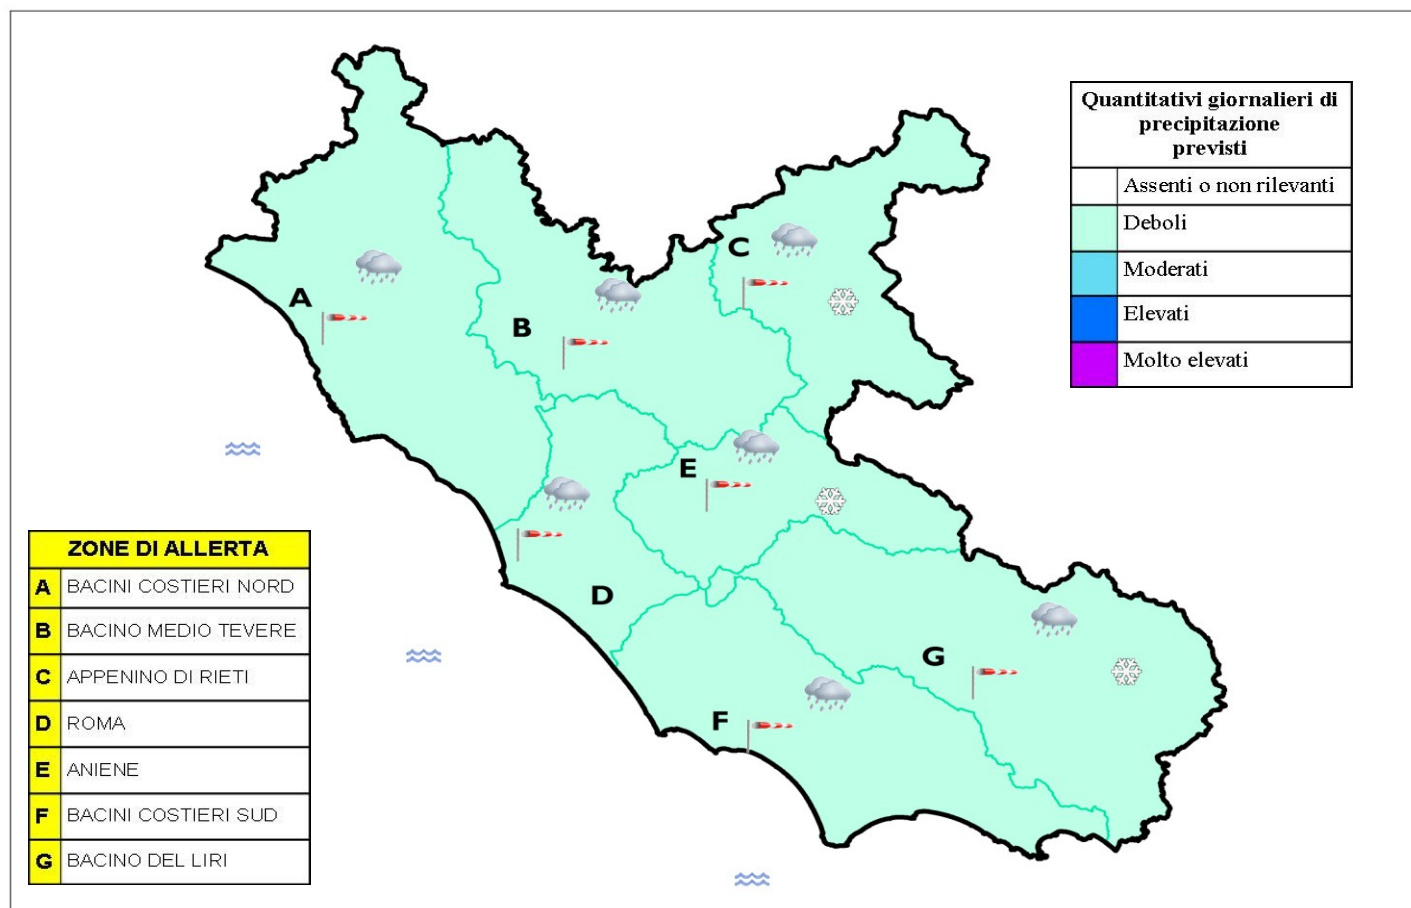 Quantitativi giornalieri di
precipitazione
previsti
Assenti o non rilevanti
Deboli
Moderati
Elevati
Molto elevati
A
B
C
D
E
F
G
ZONE DI ALLERTA
A BACINI COSTIERI NORD
B BACINO MEDIO TEVERE
C APPENINO DI RIETI
D ROMA
E ANIENE
F BACINI COSTIERI SUD
G BACINO DEL LIRI